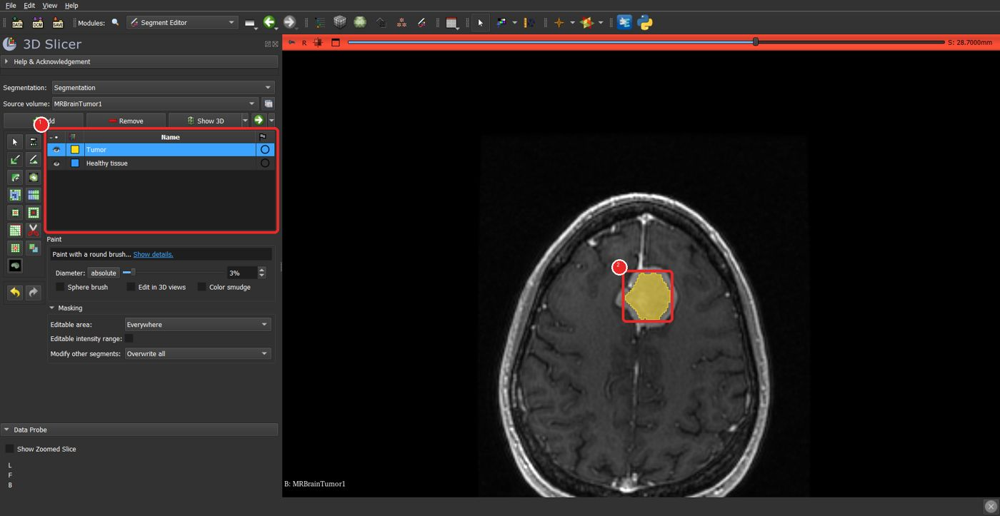 File Edit View Help
DATA DCM SAVE Modules: Segment Editor
3D Slicer
R S: 28.7000mm
Help & Acknowledgement
Segmentation: Segmentation
Source volume: MRBrainTumor1
Remove Show 3D
1
Name
Tumor
Healthy tissue
Paint
Paint with a round brush... Show details.
Diameter: absolute 3%
Sphere brush Edit in 3D views Color smudge
Masking
Editable area: Everywhere
Editable intensity range:
Modify other segments: Overwrite all
2
Data Probe
Show Zoomed Slice
L
F
B
B: MRBrainTumor1